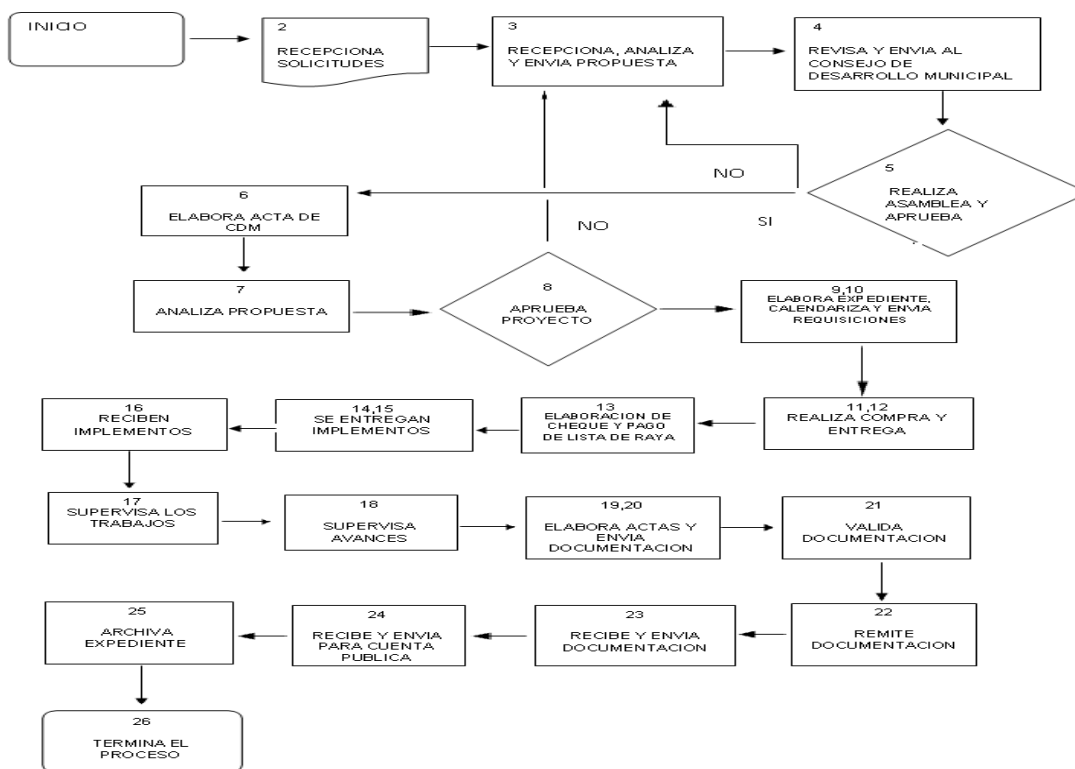 INICIO
2
RECEPCIONA
SOLICITUDES
3
RECEPCIONA, ANALIZA
Y ENVIA PROPUESTA
4
REVISA Y ENVIA AL
CONSEJO DE
DESARROLLO MUNICIPAL
5
REALIZA
ASAMBLEA Y
APRUEBA
NO
SI
6
ELABORA ACTA DE
CDM
7
ANALIZA PROPUESTA
NO
8
APRUEBA
PROYECTO
9,10
ELABORA EXPEDIENTE,
CALENDARIZA Y ENVIA
REQUISICIONES
11,12
REALIZA COMPRA Y
ENTREGA
13
ELABORACION DE
CHEQUE Y PAGO
DE LISTA DE RAYA
14,15
SE ENTREGAN
IMPLEMENTOS
16
RECIBEN
IMPLEMENTOS
17
SUPERVISA LOS
TRABAJOS
18
SUPERVISA
AVANCES
19,20
ELABORA ACTAS Y
ENVIA
DOCUMENTACION
21
VALIDA
DOCUMENTACION
22
REMITE
DOCUMENTACION
23
RECIBE Y ENVIA
DOCUMENTACION
24
RECIBE Y ENVIA
PARA CUENTA
PUBLICA
25
ARCHIVA
EXPEDIENTE
26
TERMINA EL
PROCESO